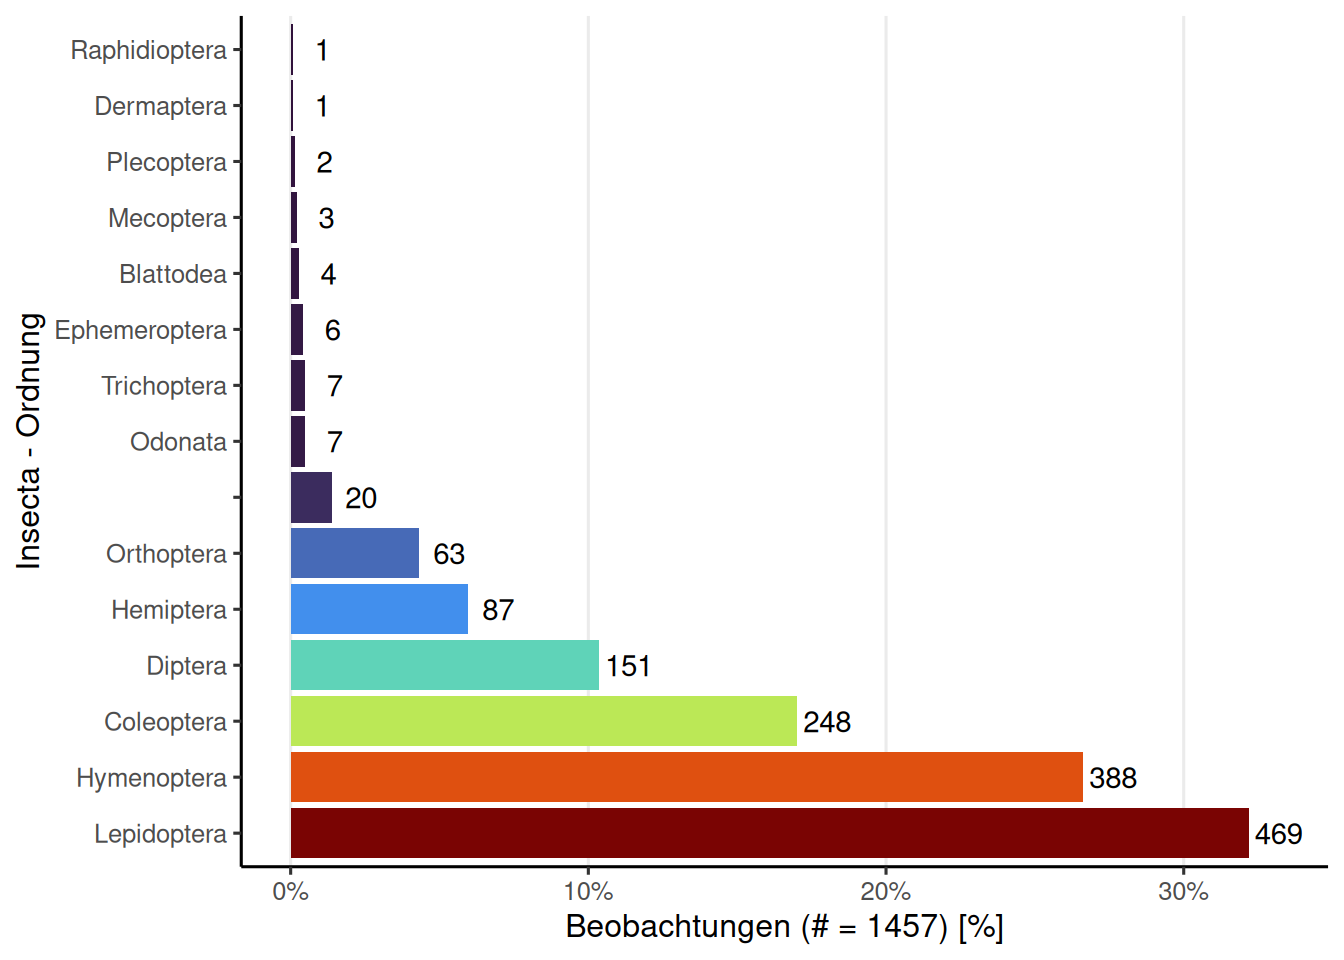 Insecta - Ordnung
Raphidioptera 1
Dermaptera 1
Plecoptera 2
Mecoptera 3
Blattodea 4
Ephemeroptera 6
Trichoptera 7
Odonata 7
20
Orthoptera 63
Hemiptera 87
Diptera 151
Coleoptera 248
Hymenoptera 388
Lepidoptera 469
0% 10% 20% 30%
Beobachtungen (# = 1457) [%]